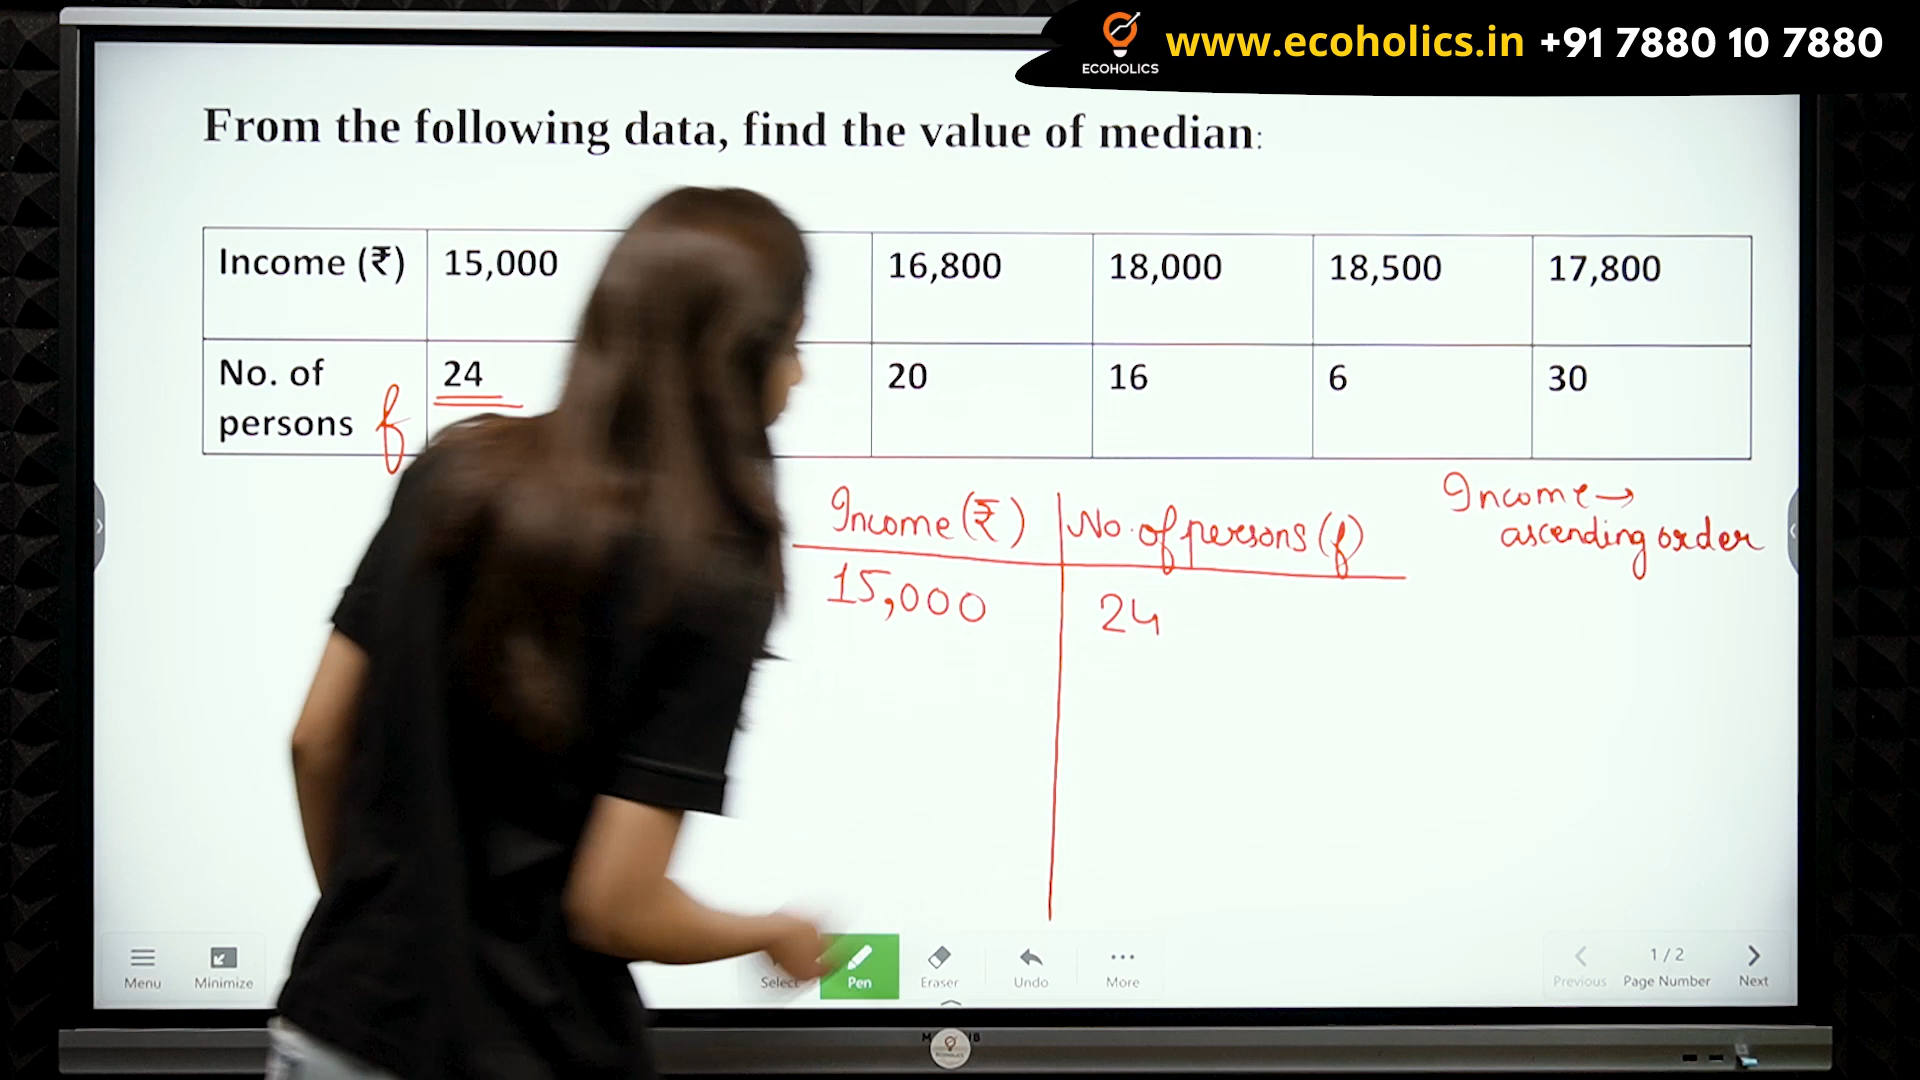 www.ecoholics.in +91 7880 10 7880
ECOHOLICS
From the following data, find the value of median:
Income (₹) 15,000 16,800 18,000 18,500 17,800
No. of persons 24 20 16 6 30
f
Income (₹) No. of persons (f)
15,000 24
Income →
ascending order
Menu Minimize Select Pen Eraser Undo More
Previous 1 / 2 Page Number Next
ECOHOLICS